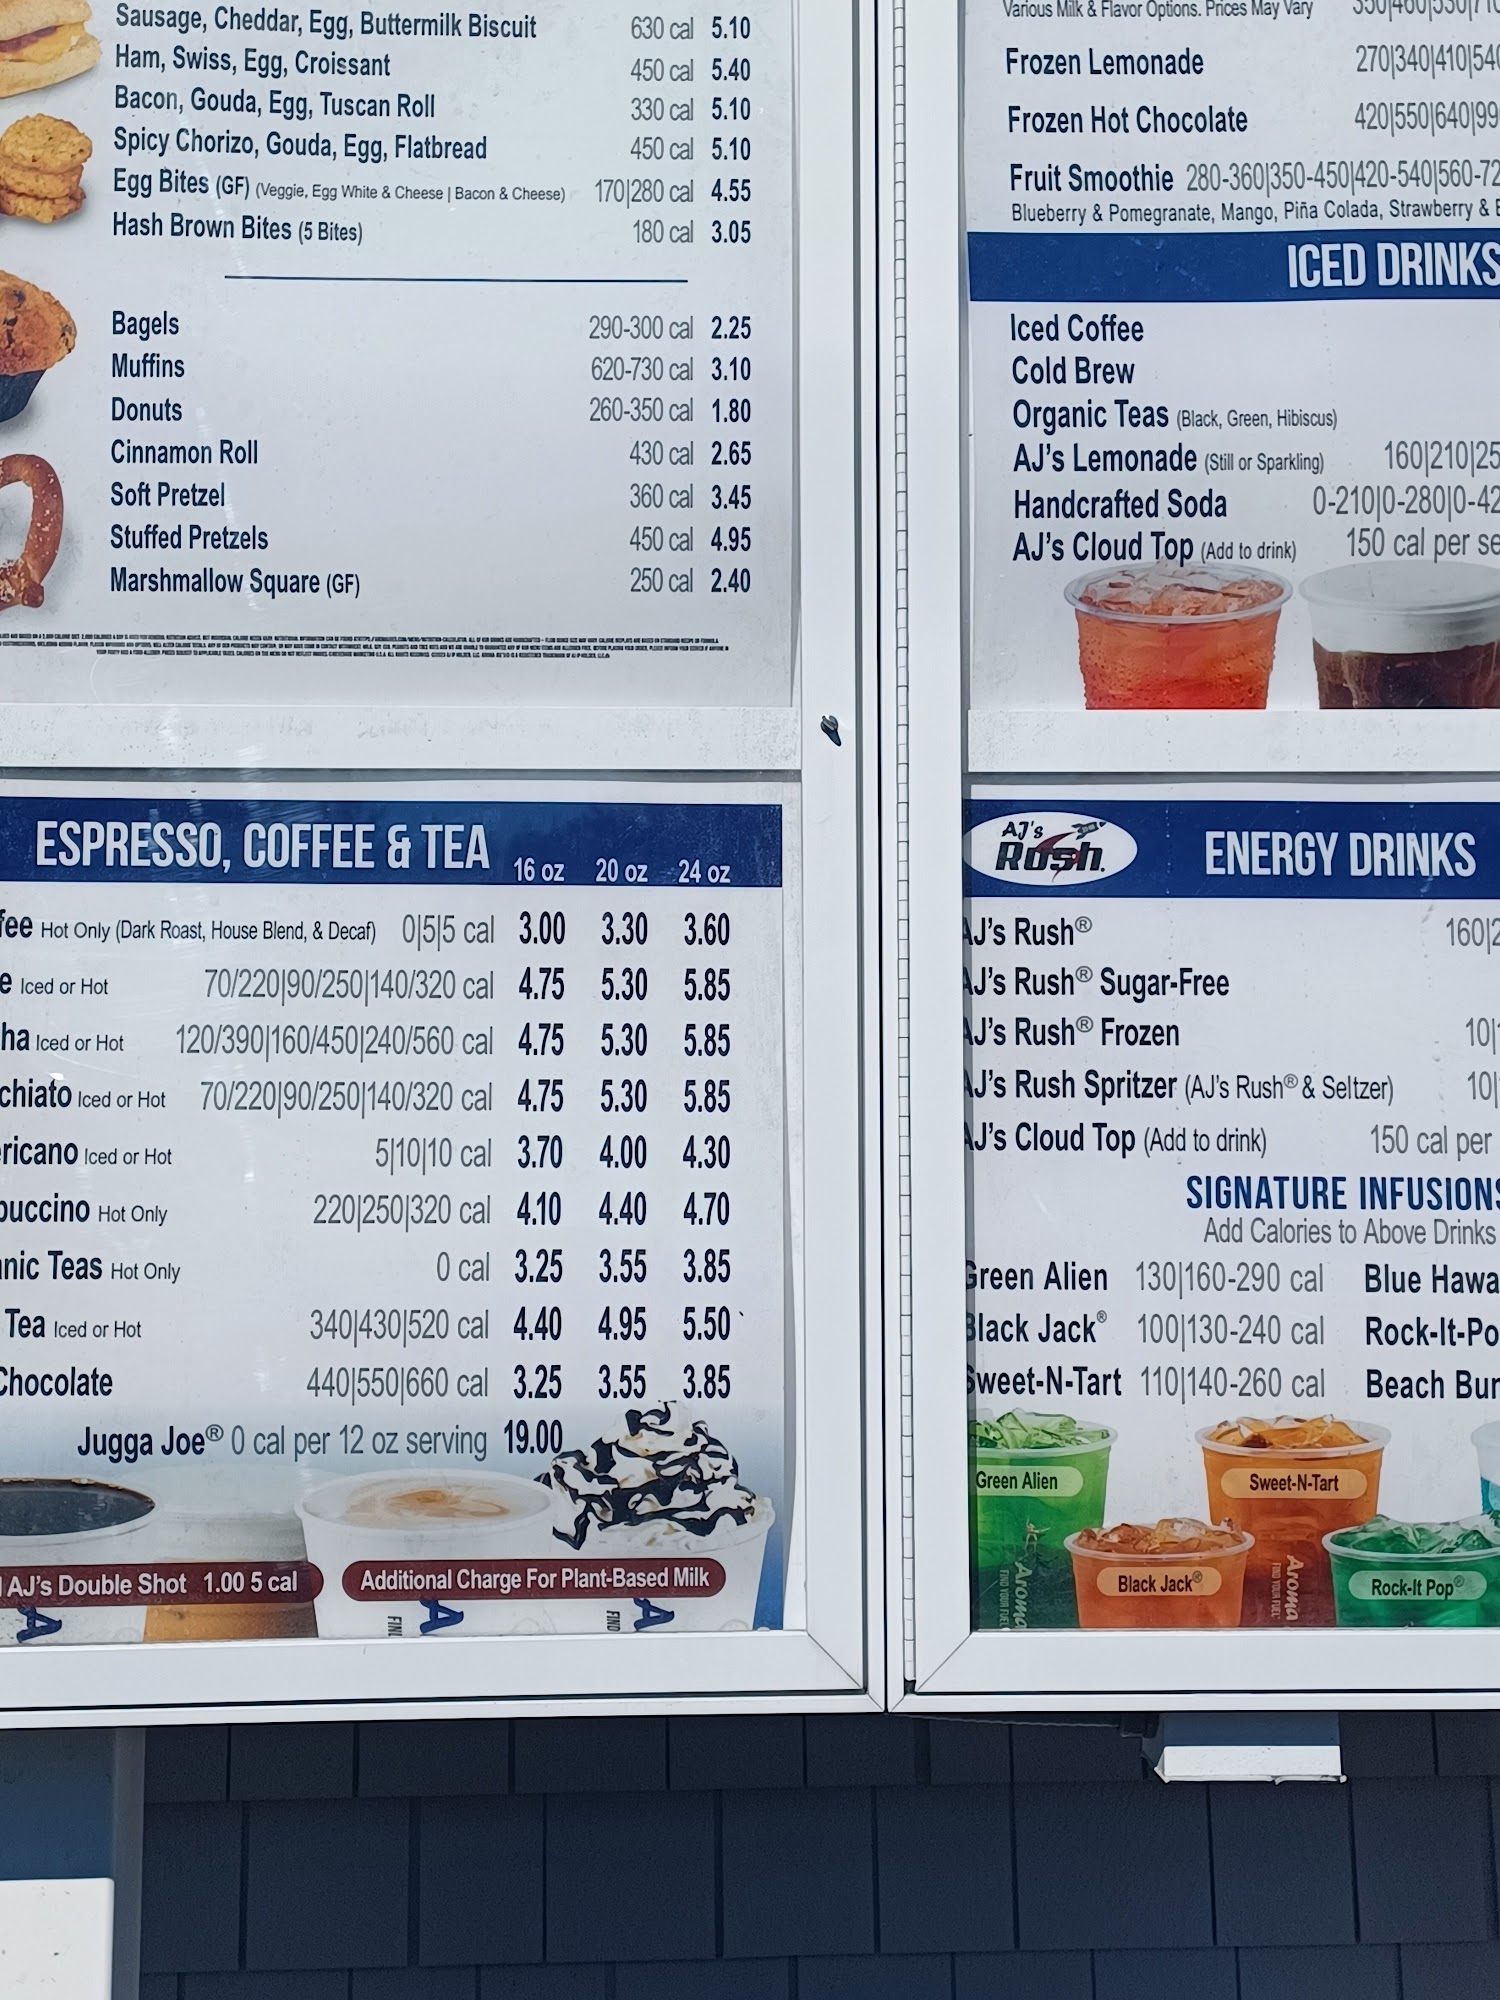 Sausage, Cheddar, Egg, Buttermilk Biscuit 630 cal 5.10
Ham, Swiss, Egg, Croissant 450 cal 5.40
Bacon, Gouda, Egg, Tuscan Roll 330 cal 5.10
Spicy Chorizo, Gouda, Egg, Flatbread 450 cal 5.10
Egg Bites (GF) (Veggie, Egg White & Cheese | Bacon & Cheese) 170|280 cal 4.55
Hash Brown Bites (5 Bites) 180 cal 3.05
Bagels 290-300 cal 2.25
Muffins 620-730 cal 3.10
Donuts 260-350 cal 1.80
Cinnamon Roll 430 cal 2.65
Soft Pretzel 360 cal 3.45
Stuffed Pretzels 450 cal 4.95
Marshmallow Square (GF) 250 cal 2.40
ESPRESSO, COFFEE & TEA 16 oz 20 oz 24 oz
fee Hot Only (Dark Roast, House Blend, & Decaf) 0|5|5 cal 3.00 3.30 3.60
e Iced or Hot 70/220|90/250|140/320 cal 4.75 5.30 5.85
ha Iced or Hot 120/390|160/450|240/560 cal 4.75 5.30 5.85
chiato Iced or Hot 70/220|90/250|140/320 cal 4.75 5.30 5.85
ricano Iced or Hot 5|10|10 cal 3.70 4.00 4.30
puccino Hot Only 220|250|320 cal 4.10 4.40 4.70
nic Teas Hot Only 0 cal 3.25 3.55 3.85
Tea Iced or Hot 340|430|520 cal 4.40 4.95 5.50
Chocolate 440|550|660 cal 3.25 3.55 3.85
Jugga Joe® 0 cal per 12 oz serving 19.00
AJ's Double Shot 1.00 5 cal
Additional Charge For Plant-Based Milk
Various Milk & Flavor Options. Prices May Vary
Frozen Lemonade 270|340|410|540
Frozen Hot Chocolate 420|550|640|99
Fruit Smoothie 280-360|350-450|420-540|560-72
Blueberry & Pomegranate, Mango, Piña Colada, Strawberry &
ICED DRINKS
Iced Coffee
Cold Brew
Organic Teas (Black, Green, Hibiscus)
AJ's Lemonade (Still or Sparkling) 160|210|25
Handcrafted Soda 0-210|0-280|0-42
AJ's Cloud Top (Add to drink) 150 cal per se
AJ's Rush® ENERGY DRINKS
AJ's Rush® 160|2
AJ's Rush® Sugar-Free
AJ's Rush® Frozen 10|
AJ's Rush Spritzer (AJ's Rush® & Seltzer) 10|
AJ's Cloud Top (Add to drink) 150 cal per
SIGNATURE INFUSIONS
Add Calories to Above Drinks
Green Alien 130|160-290 cal Blue Hawa
Black Jack® 100|130-240 cal Rock-It-Po
Sweet-N-Tart 110|140-260 cal Beach Bur
Green Alien
Sweet-N-Tart
Black Jack®
Rock-It Pop®
Aroma
Aroma